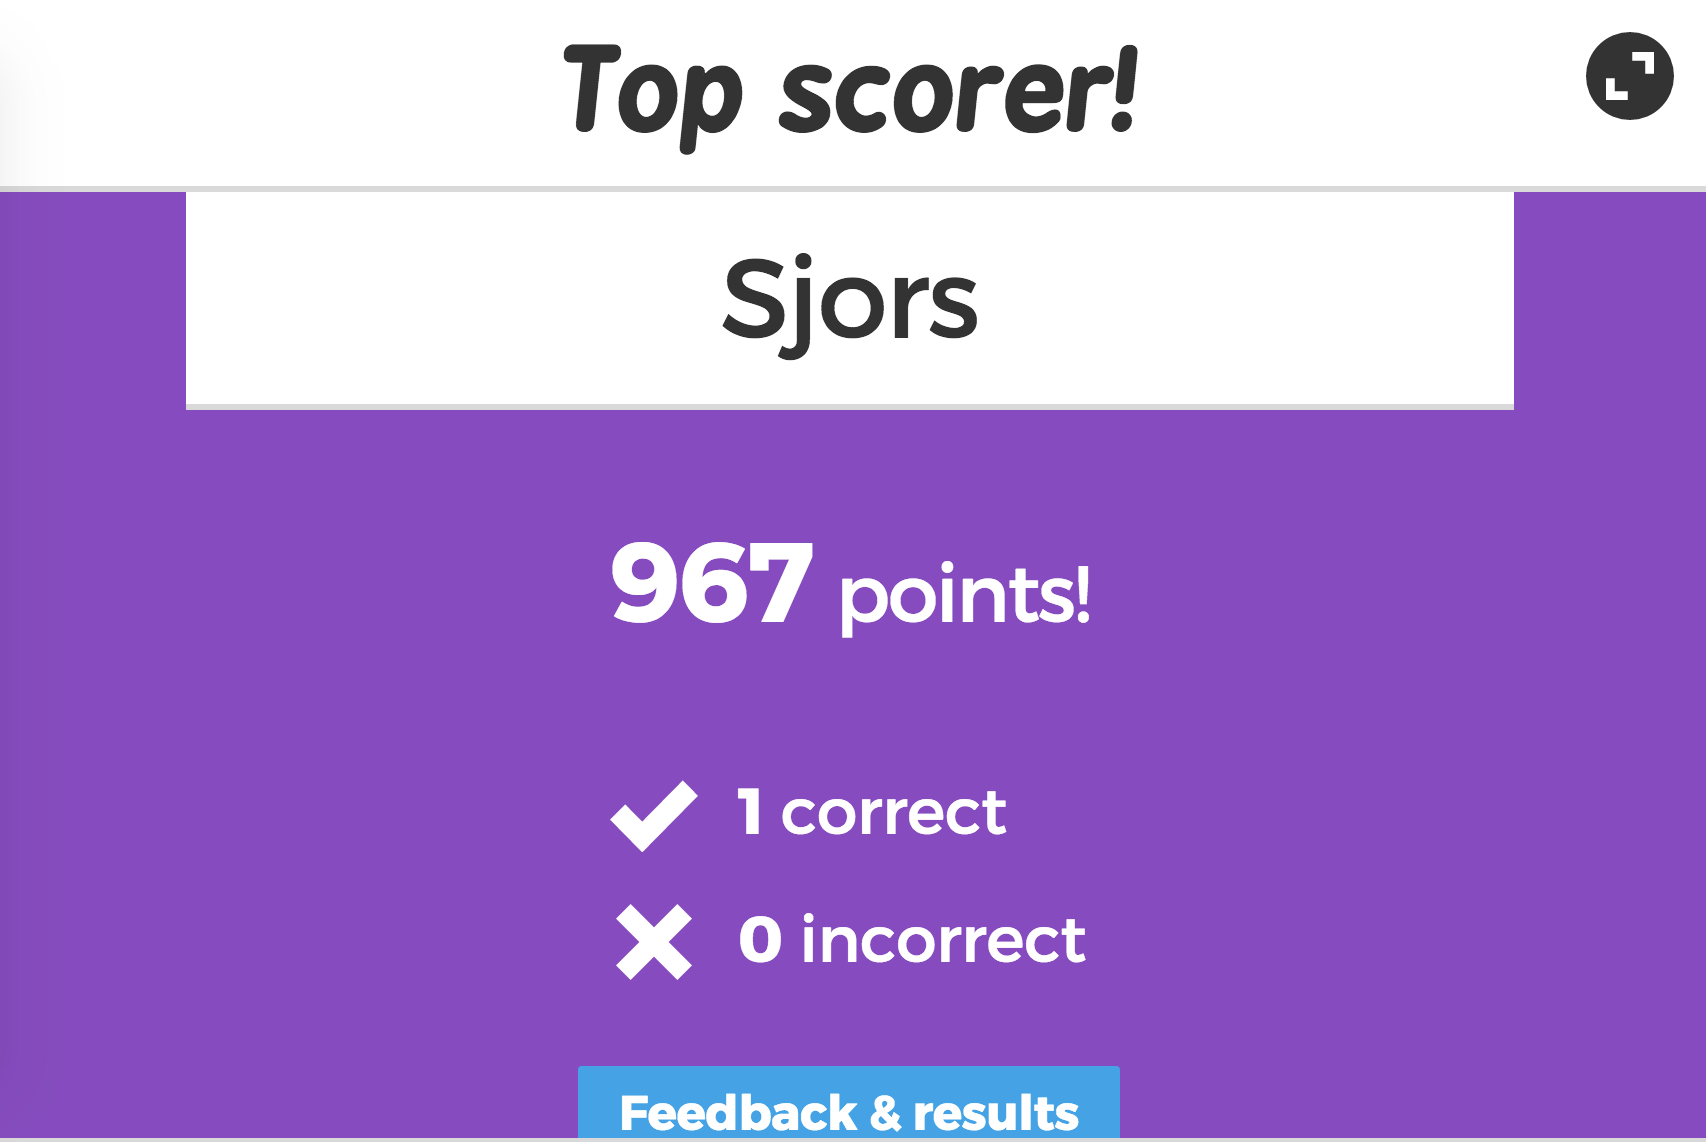 Top scorer!
Sjors
967 points!
1 correct
0 incorrect
Feedback & results